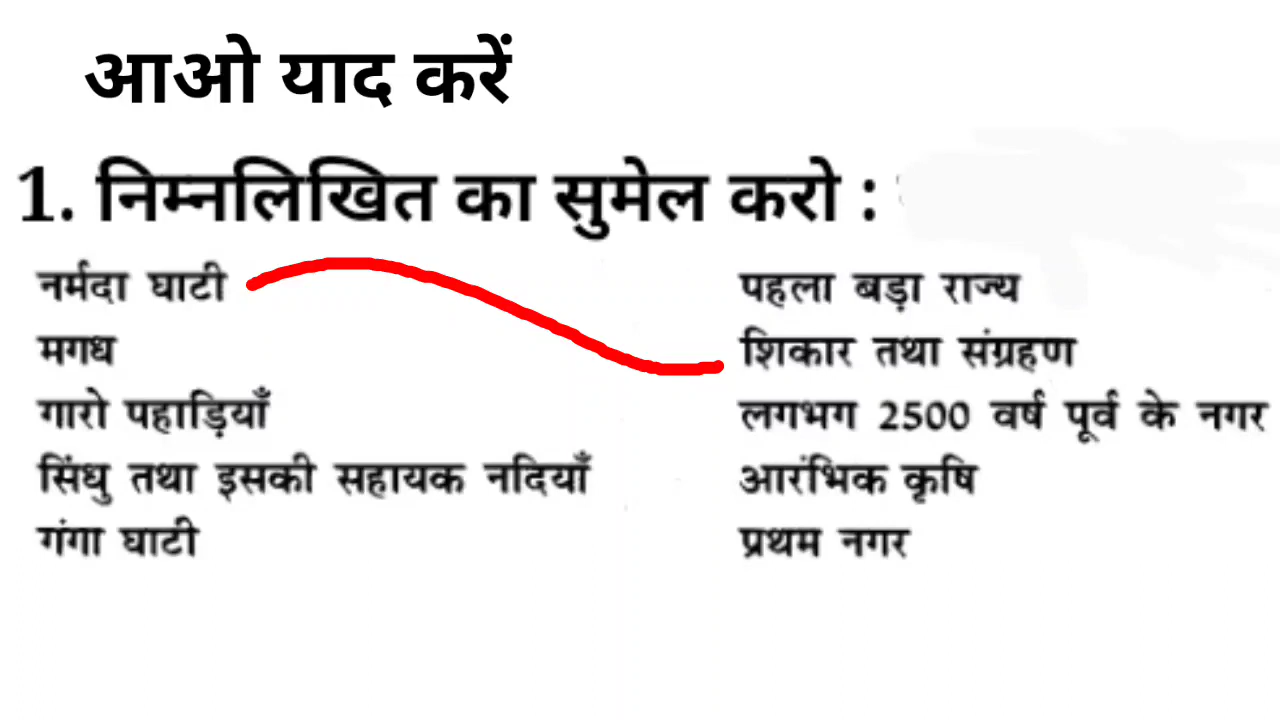 आओ याद करें
1. निम्नलिखित का सुमेल करो :
नर्मदा घाटी पहला बड़ा राज्य
मगध शिकार तथा संग्रहण
गारो पहाड़ियाँ लगभग 2500 वर्ष पूर्व के नगर
सिंधु तथा इसकी सहायक नदियाँ आरंभिक कृषि
गंगा घाटी प्रथम नगर